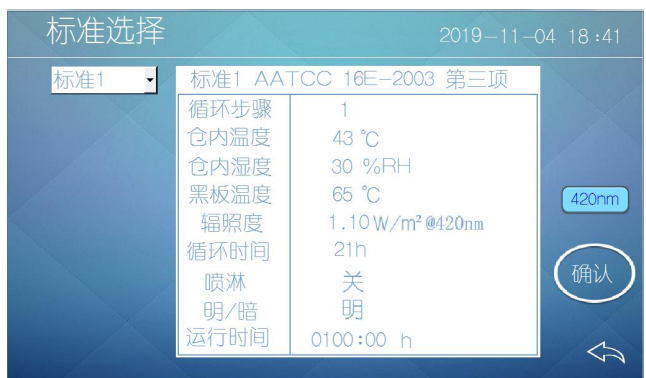 标准选择
2019-11-04 18:41
标准1
标准1 AATCC 16E-2003 第三项
循环步骤 1
仓内温度 43 ℃
仓内湿度 30 %RH
黑板温度 65 ℃
辐照度 1.10W/m²@420nm
循环时间 21h
喷淋 关
明/暗 明
运行时间 0100:00 h
420nm
确认